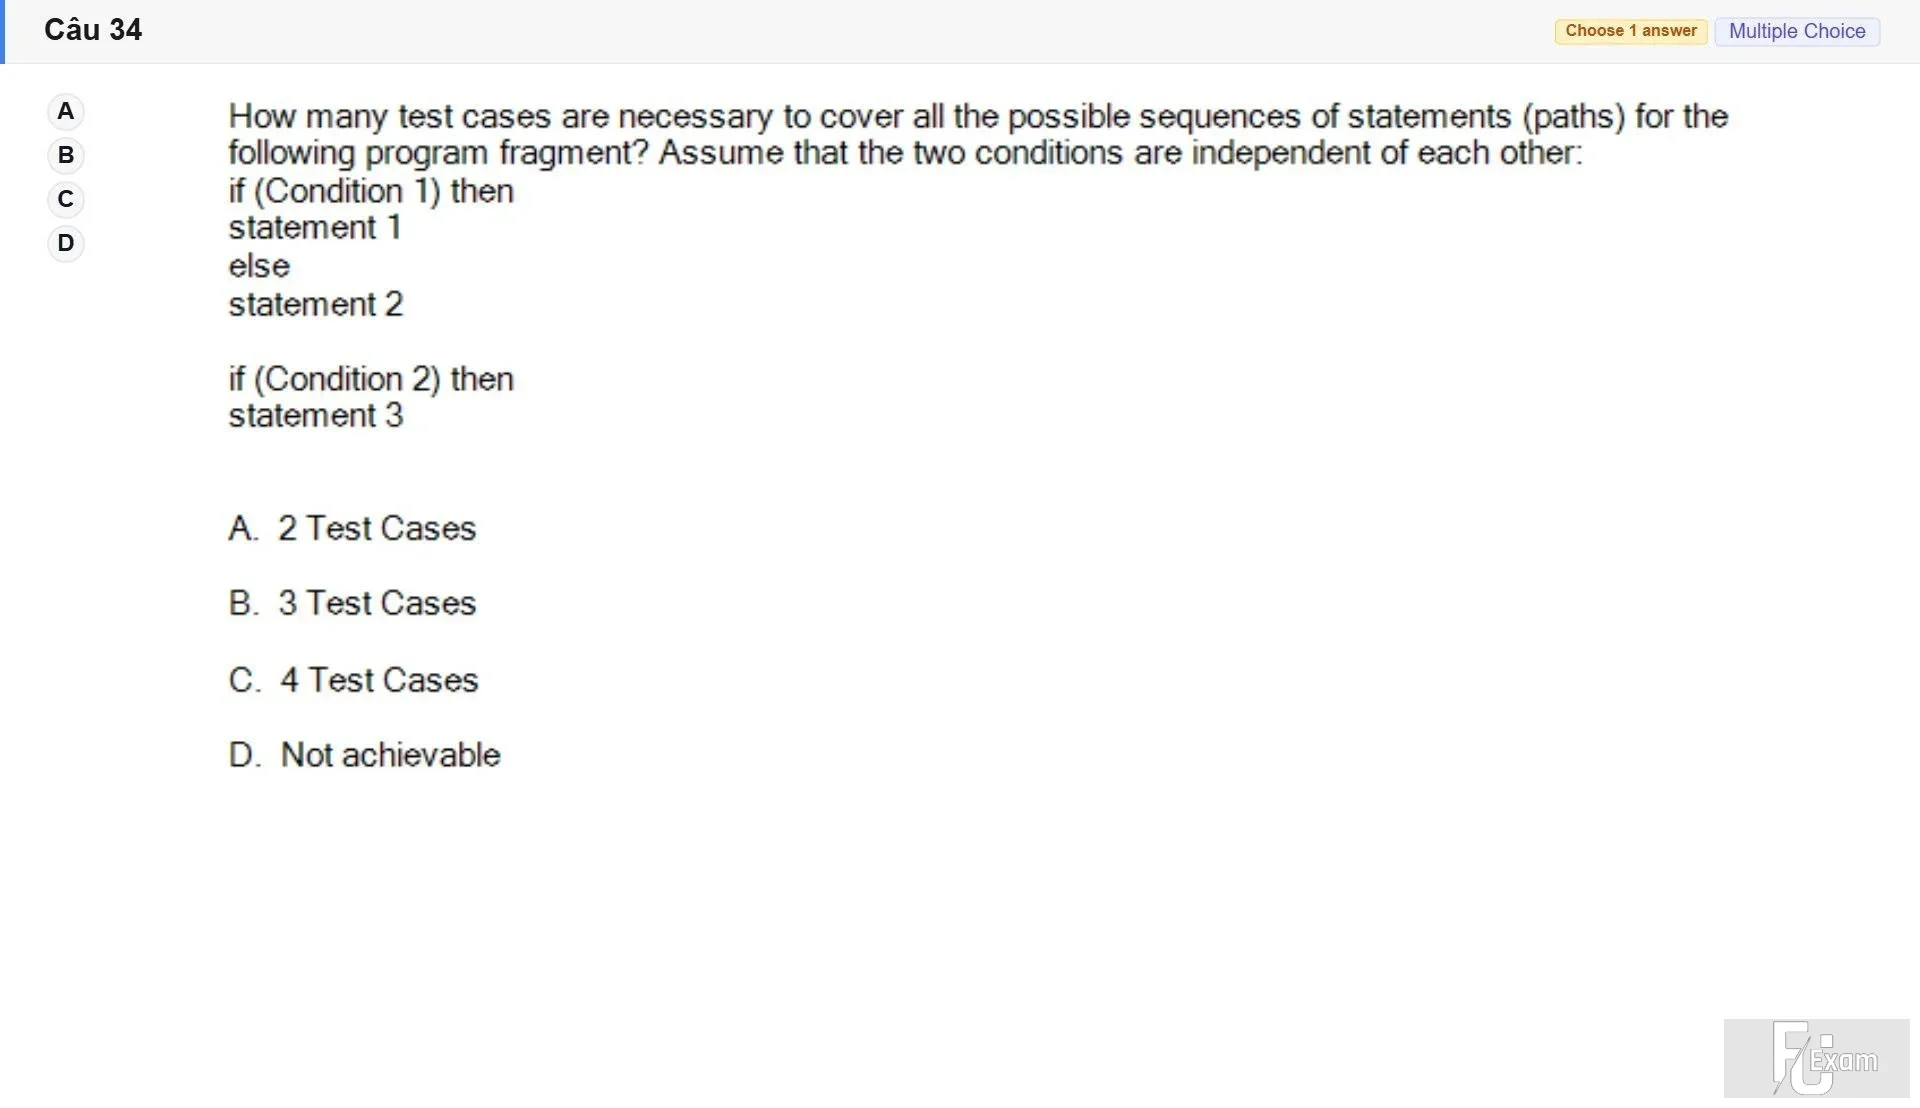 Câu 34
Choose 1 answer
Multiple Choice
A
B
C
D
How many test cases are necessary to cover all the possible sequences of statements (paths) for the
following program fragment? Assume that the two conditions are independent of each other:
if (Condition 1) then
statement 1
else
statement 2
if (Condition 2) then
statement 3
A. 2 Test Cases
B. 3 Test Cases
C. 4 Test Cases
D. Not achievable
FU Exam